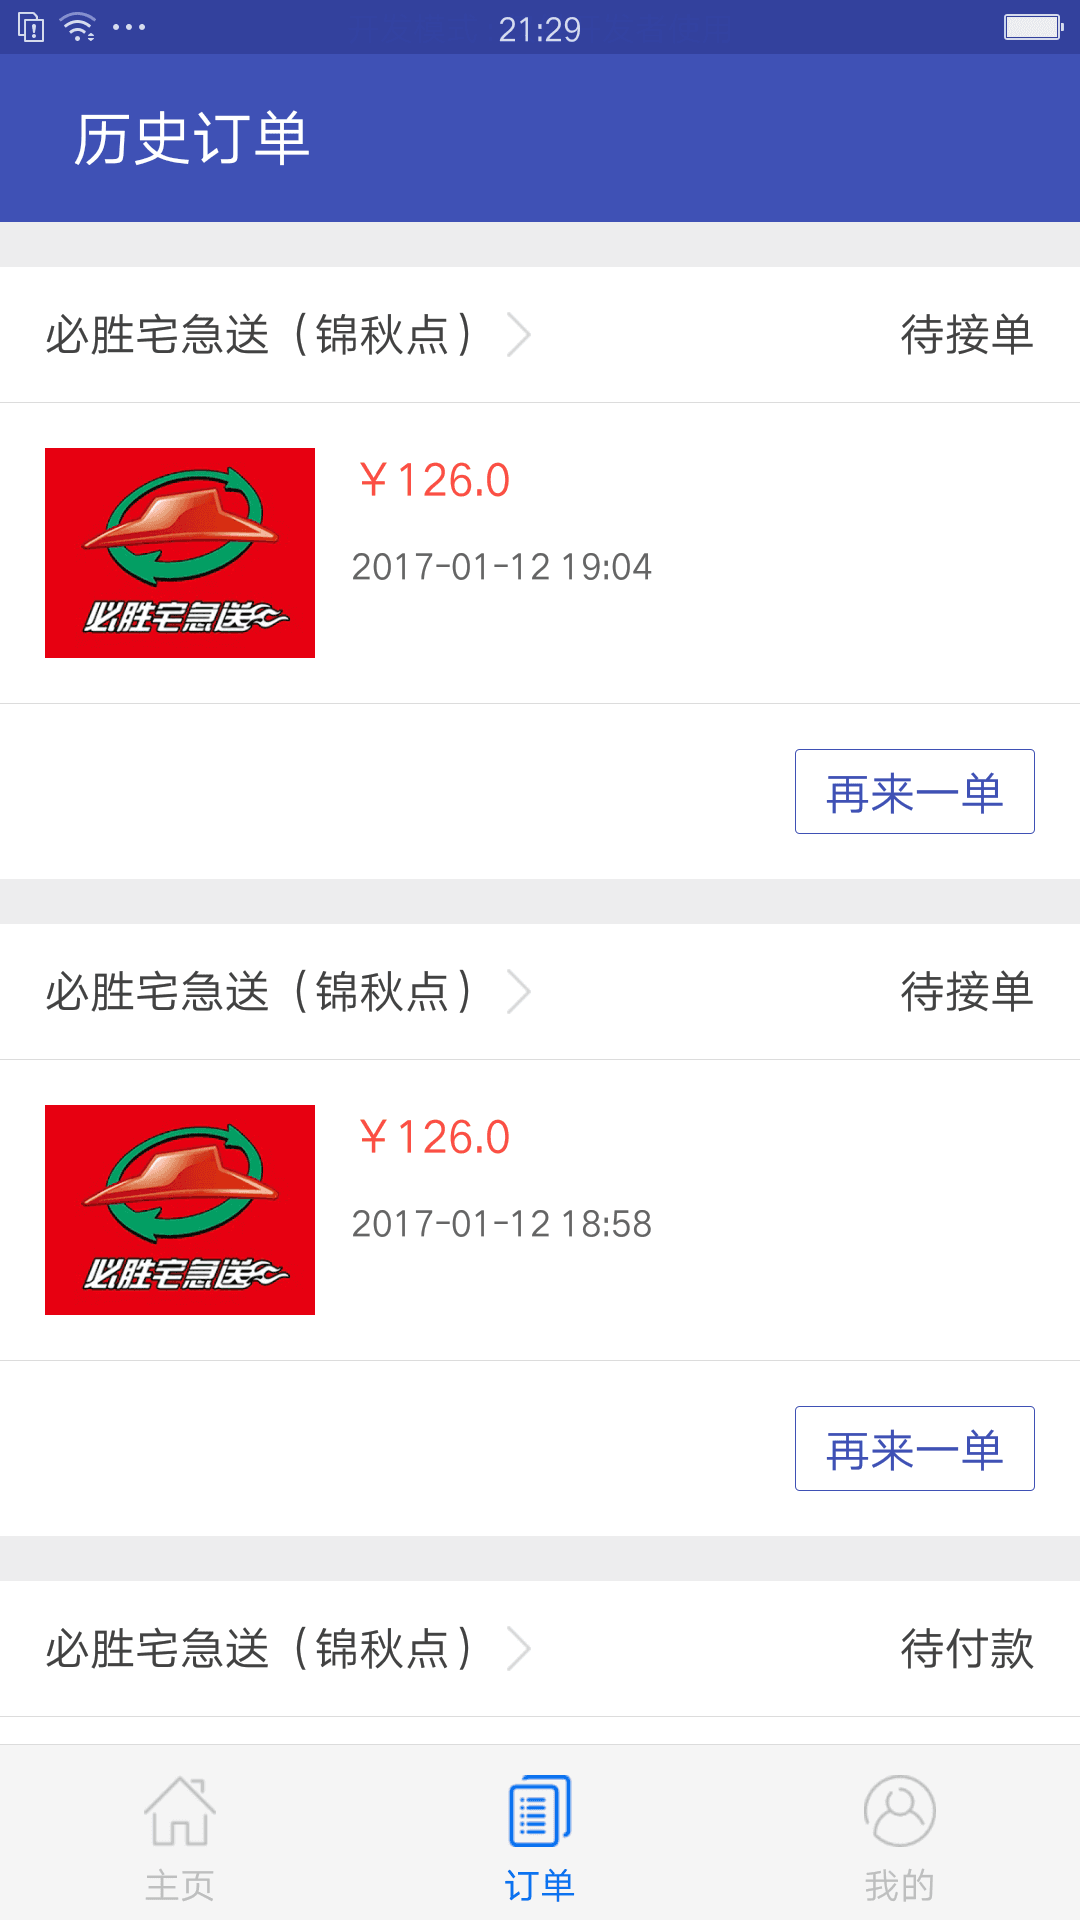 21:29
历史订单
必胜宅急送（锦秋点）
待接单
￥126.0
2017-01-12 19:04
必胜宅急送
再来一单
必胜宅急送（锦秋点）
待接单
￥126.0
2017-01-12 18:58
必胜宅急送
再来一单
必胜宅急送（锦秋点）
待付款
主页
订单
我的